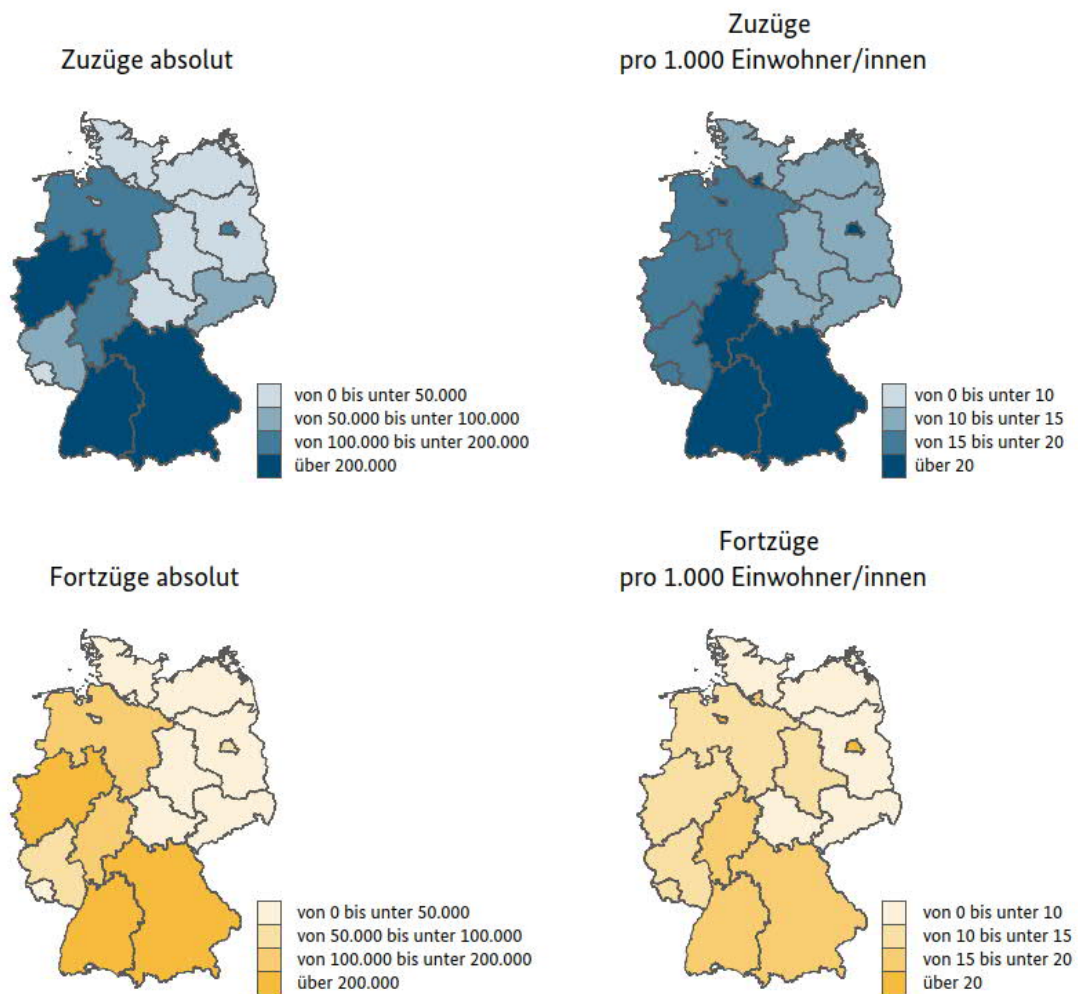 Zuzüge absolut
Zuzüge
pro 1.000 Einwohner/innen
von 0 bis unter 50.000
von 50.000 bis unter 100.000
von 100.000 bis unter 200.000
über 200.000
von 0 bis unter 10
von 10 bis unter 15
von 15 bis unter 20
über 20
Fortzüge absolut
Fortzüge
pro 1.000 Einwohner/innen
von 0 bis unter 50.000
von 50.000 bis unter 100.000
von 100.000 bis unter 200.000
über 200.000
von 0 bis unter 10
von 10 bis unter 15
von 15 bis unter 20
über 20